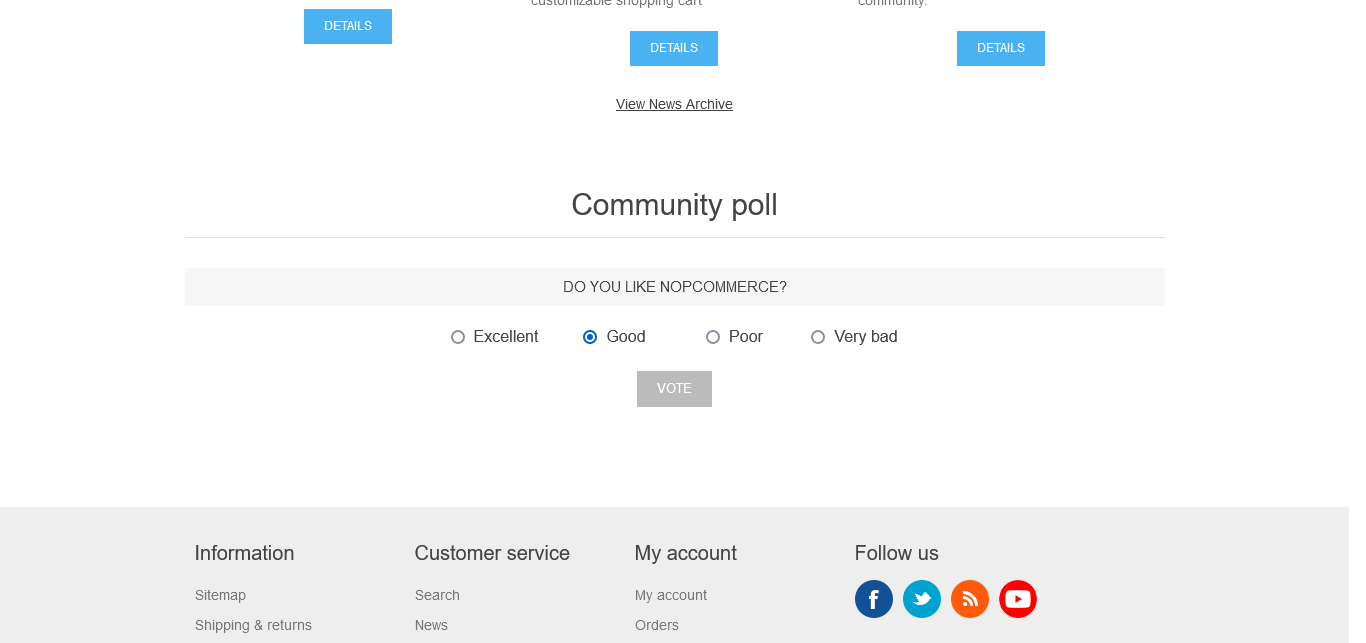 customizable shopping cart
community.
DETAILS
DETAILS
DETAILS
View News Archive
Community poll
DO YOU LIKE NOPCOMMERCE?
Excellent
Good
Poor
Very bad
VOTE
Information
Customer service
My account
Follow us
Sitemap
Search
My account
Shipping & returns
News
Orders